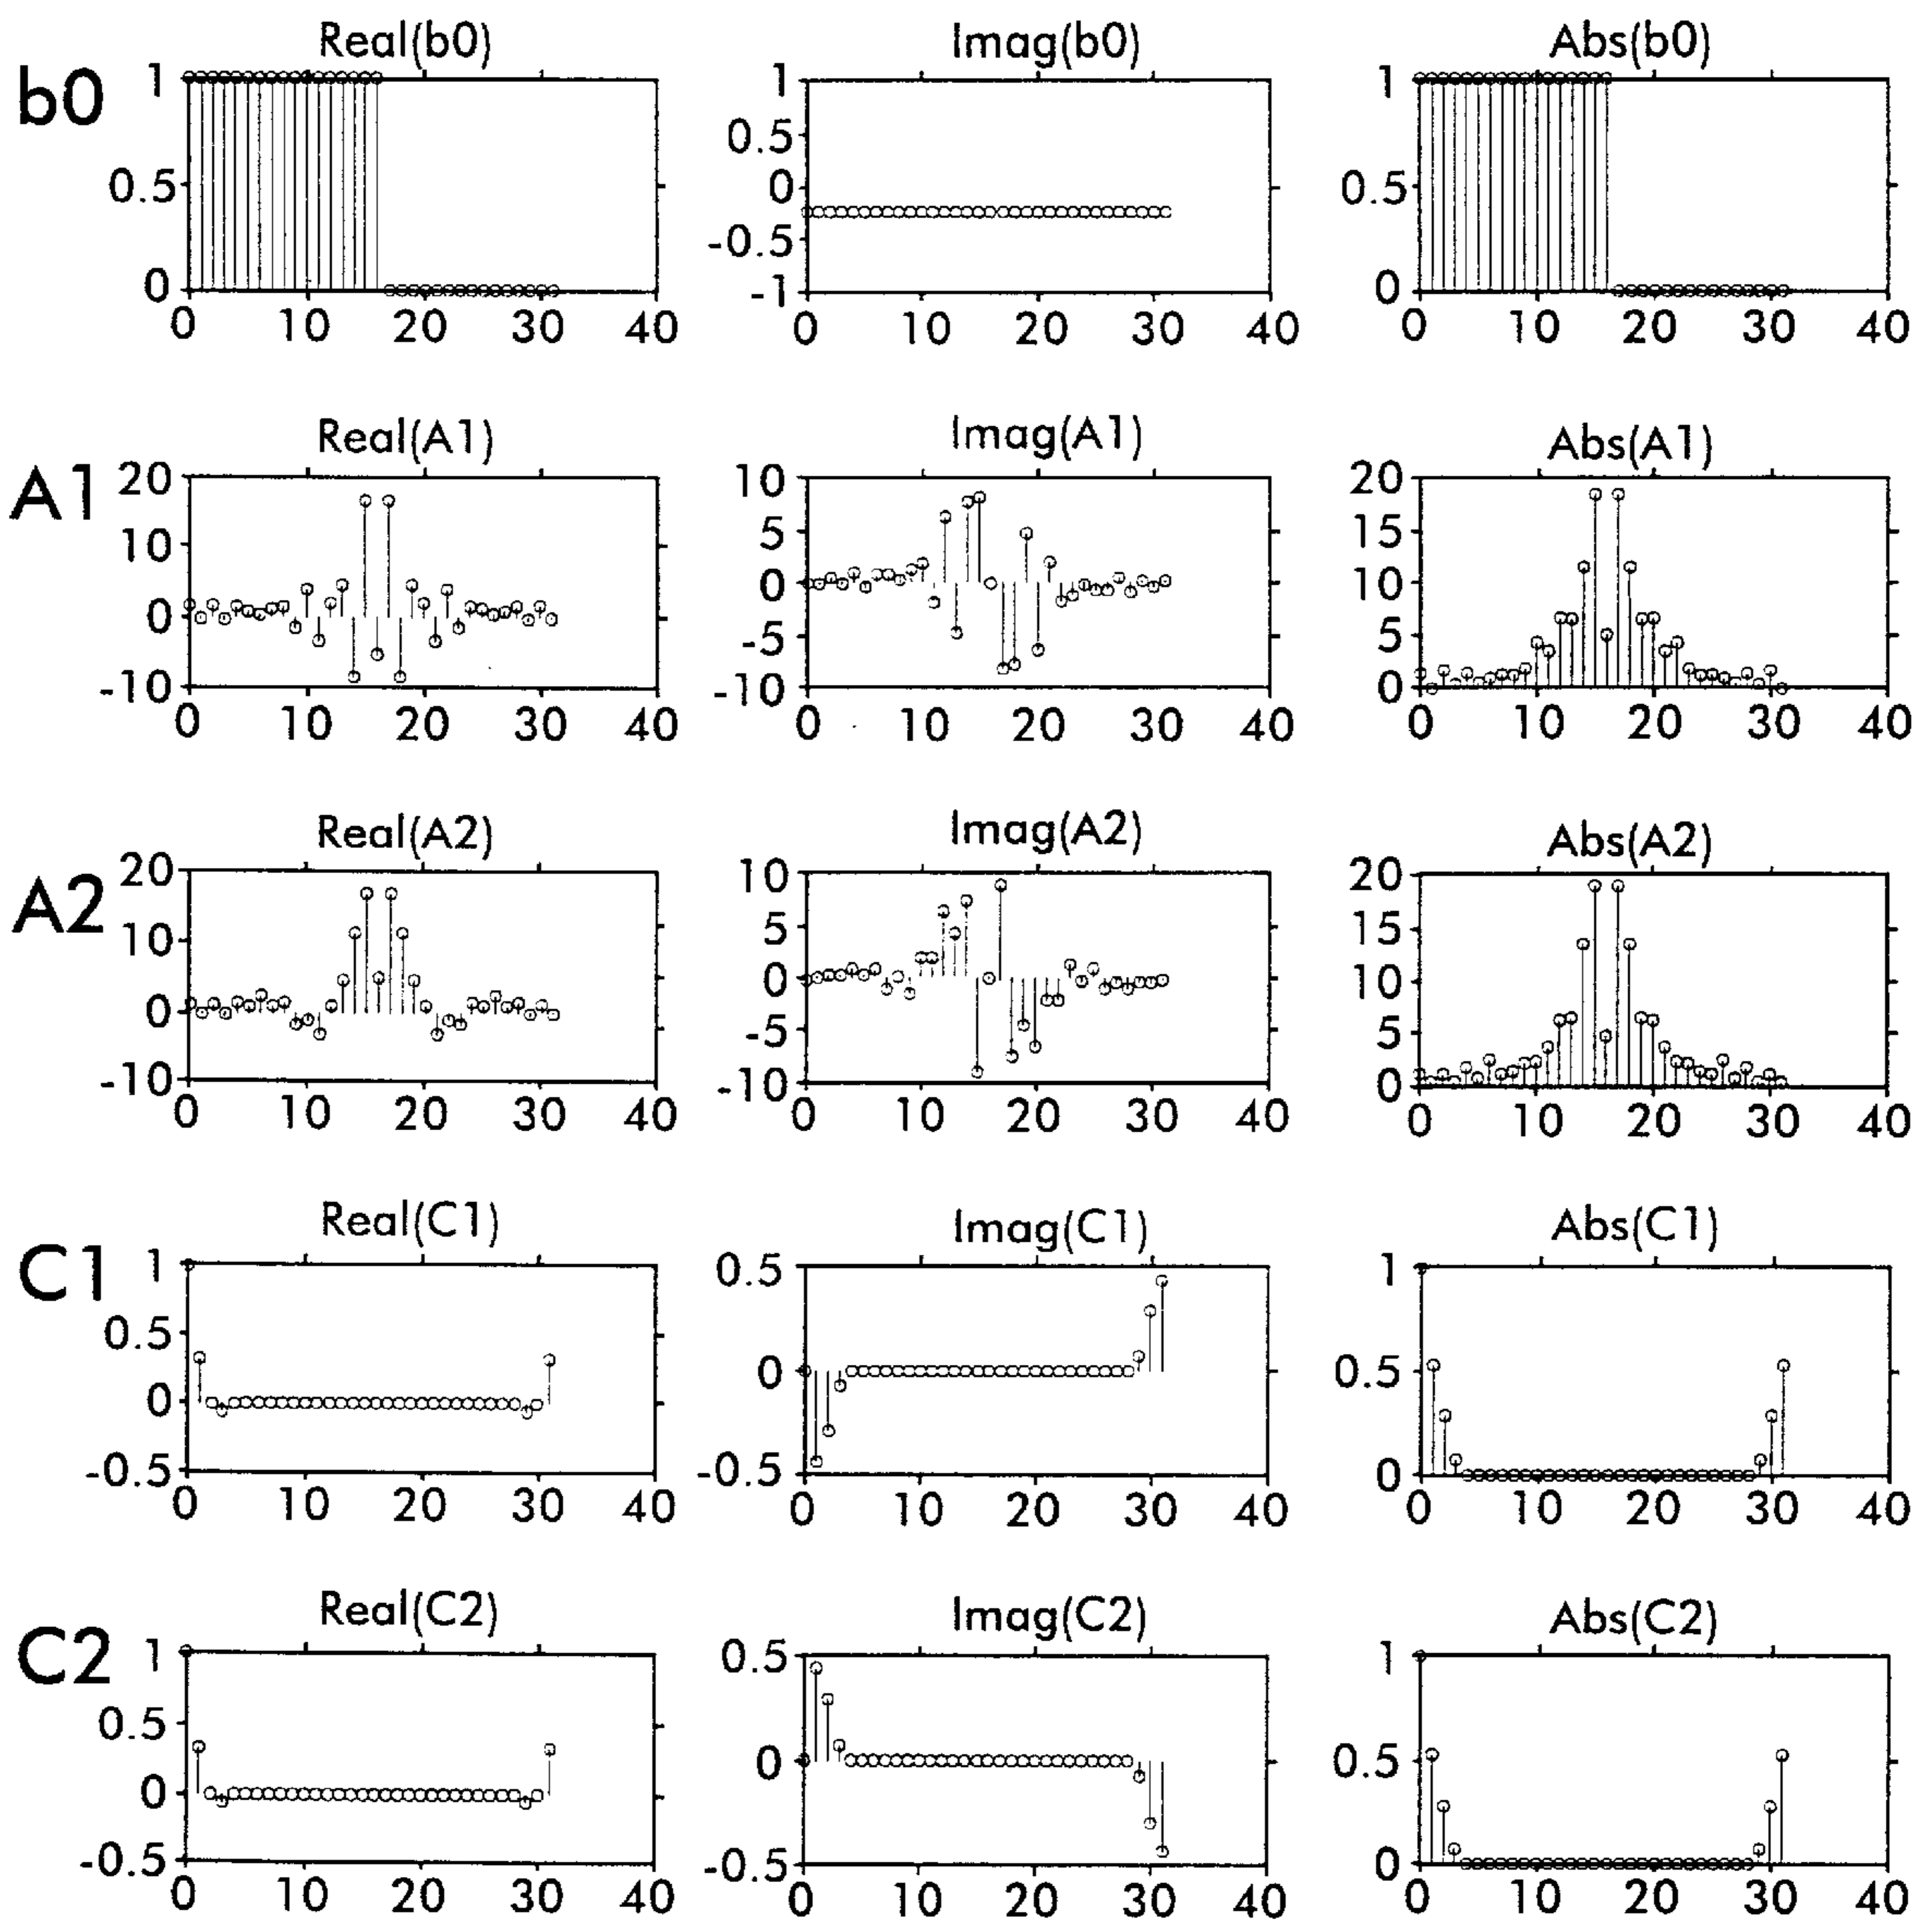 Real(b0) Imag(b0) Abs(b0)
b0
1 0.5 0
0 10 20 30 40
1 0.5 0 -0.5 -1
0 10 20 30 40
1 0.5 0
0 10 20 30 40
Real(A1) Imag(A1) Abs(A1)
A1
20 10 0 -10
0 10 20 30 40
10 5 0 -5 -10
0 10 20 30 40
20 15 10 5 0
0 10 20 30 40
Real(A2) Imag(A2) Abs(A2)
A2
20 10 0 -10
0 10 20 30 40
10 5 0 -5 -10
0 10 20 30 40
20 15 10 5 0
0 10 20 30 40
Real(C1) Imag(C1) Abs(C1)
C1
1 0.5 0 -0.5
0 10 20 30 40
0.5 0 -0.5
0 10 20 30 40
1 0.5 0
0 10 20 30 40
Real(C2) Imag(C2) Abs(C2)
C2
1 0.5 0 -0.5
0 10 20 30 40
0.5 0 -0.5
0 10 20 30 40
1 0.5 0
0 10 20 30 40